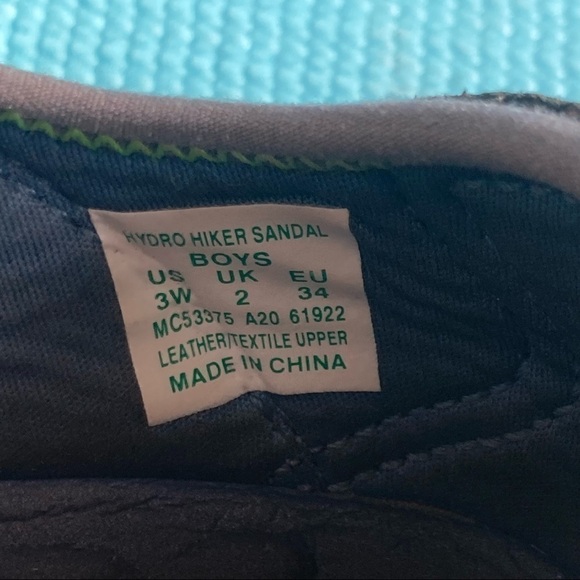 HYDRO HIKER SANDAL
BOYS
US UK EU
3W 2 34
MC53375 A20 61922
LEATHER/TEXTILE UPPER
MADE IN CHINA